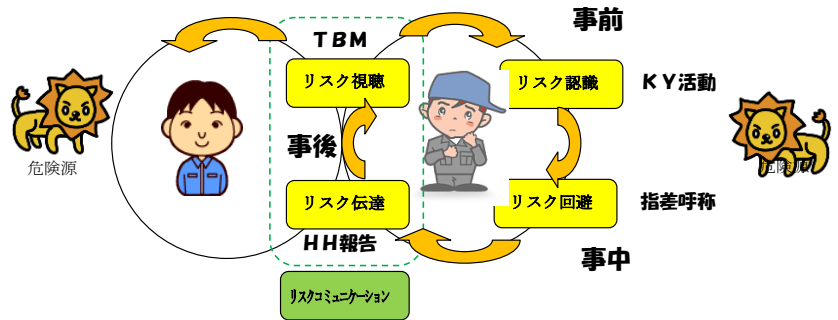 事前
TBM
リスク視聴
リスク認識
KY活動
危険源
事後
危険源
リスク伝達
リスク回避
指差呼称
HH報告
事中
リスクコミュニケーション